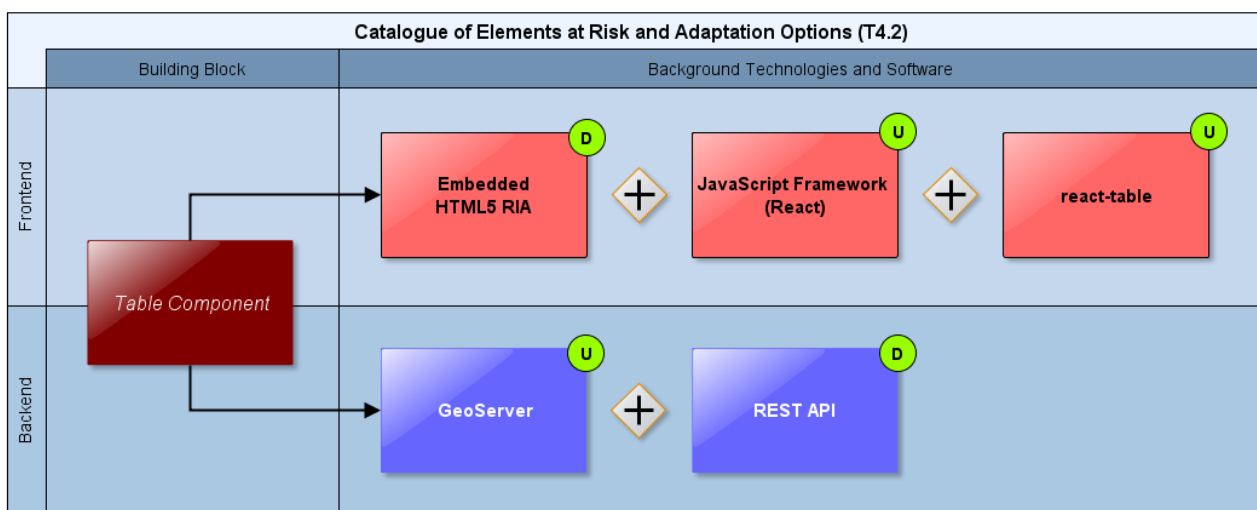 Catalogue of Elements at Risk and Adaptation Options (T4.2)
Building Block
Background Technologies and Software
Frontend
D
Embedded
HTML5 RIA
U
JavaScript Framework
(React)
U
react-table
Table Component
Backend
U
GeoServer
D
REST API